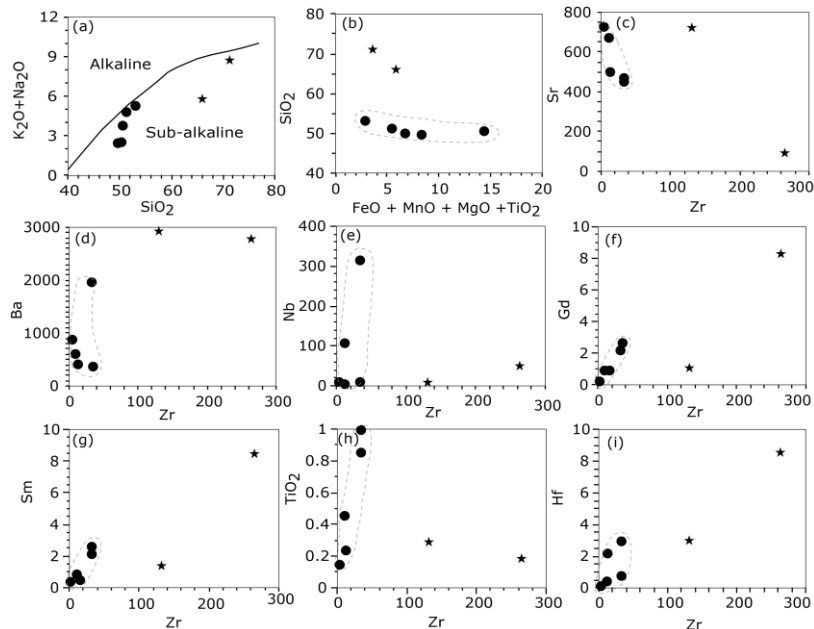 (a)
12
9
6
3
0
K₂O+Na₂O
Alkaline
Sub-alkaline
40 50 60 70 80
SiO₂
(b)
80
70
60
50
40
SiO₂
0 5 10 15 20
FeO + MnO + MgO +TiO₂
(c)
800
600
400
200
0
Sr
0 100 200 300
Zr
(d)
3000
2000
1000
0
Ba
0 100 200 300
Zr
(e)
400
300
200
100
0
Nb
0 100 200 300
Zr
(f)
10
8
6
4
2
0
Gd
0 100 200 300
Zr
(g)
10
8
6
4
2
0
Sm
0 100 200 300
Zr
(h)
1
0.8
0.6
0.4
0.2
0
TiO₂
0 100 200 300
Zr
(i)
10
8
6
4
2
0
Hf
0 100 200 300
Zr